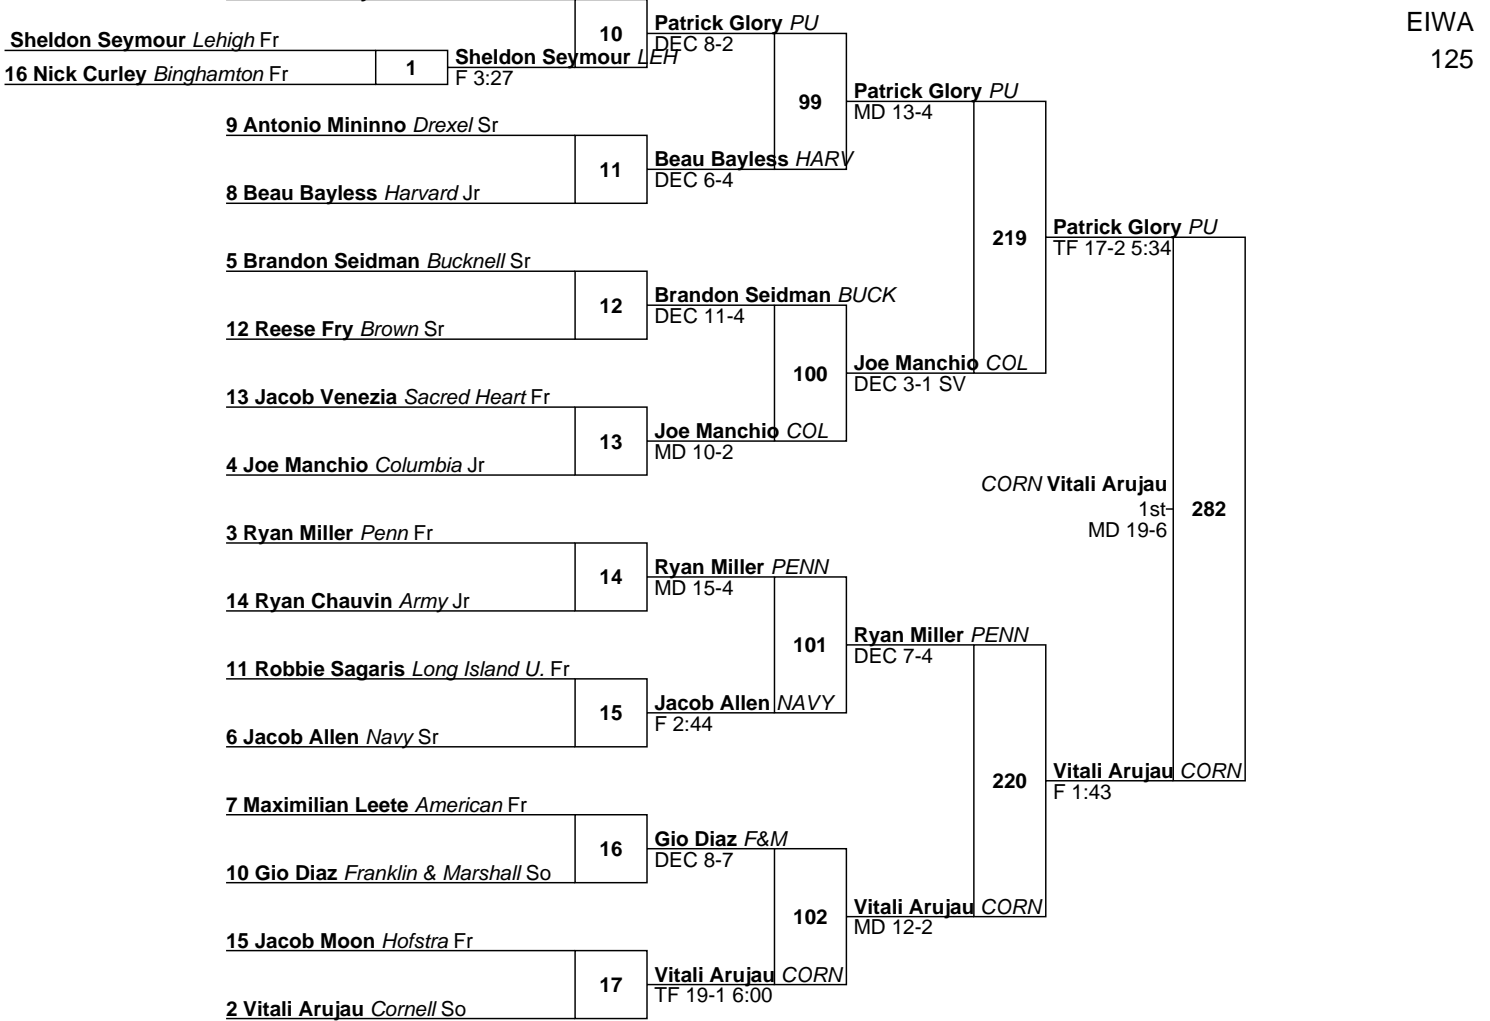 EIWA
125
Sheldon Seymour Lehigh Fr
16 Nick Curley Binghamton Fr
1
Sheldon Seymour LEH
F 3:27
10
Patrick Glory PU
DEC 8-2
9 Antonio Mininno Drexel Sr
8 Beau Bayless Harvard Jr
11
Beau Bayless HARV
DEC 6-4
99
Patrick Glory PU
MD 13-4
5 Brandon Seidman Bucknell Sr
12 Reese Fry Brown Sr
12
Brandon Seidman BUCK
DEC 11-4
13 Jacob Venezia Sacred Heart Fr
4 Joe Manchio Columbia Jr
13
Joe Manchio COL
MD 10-2
100
Joe Manchio COL
DEC 3-1 SV
219
Patrick Glory PU
TF 17-2 5:34
3 Ryan Miller Penn Fr
14 Ryan Chauvin Army Jr
14
Ryan Miller PENN
MD 15-4
11 Robbie Sagaris Long Island U. Fr
6 Jacob Allen Navy Sr
15
Jacob Allen NAVY
F 2:44
101
Ryan Miller PENN
DEC 7-4
7 Maximilian Leete American Fr
10 Gio Diaz Franklin & Marshall So
16
Gio Diaz F&M
DEC 8-7
15 Jacob Moon Hofstra Fr
2 Vitali Arujau Cornell So
17
Vitali Arujau CORN
TF 19-1 6:00
102
Vitali Arujau CORN
MD 12-2
220
Vitali Arujau CORN
F 1:43
CORN Vitali Arujau
1st
MD 19-6
282